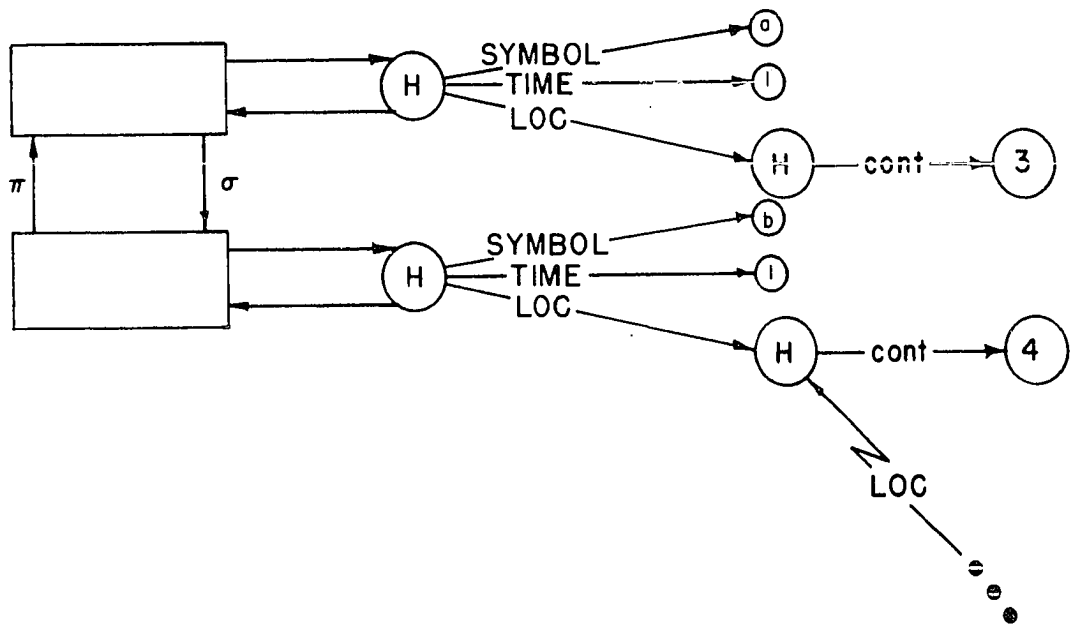 a
SYMBOL
H TIME 1
LOC
H cont 3
π σ
b
SYMBOL
H TIME 1
LOC
H cont 4
LOC